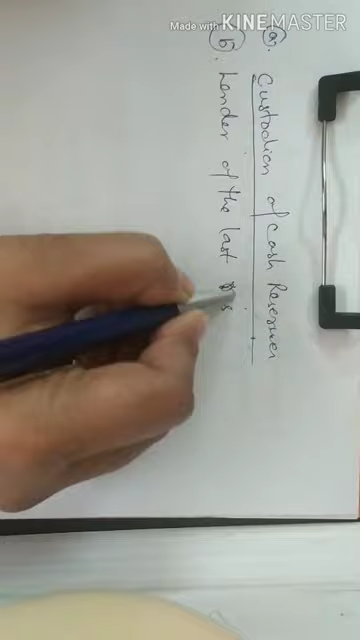 Made with KINEMASTER
(a). Custodian of Cash Reserves
(b). Lender of the last